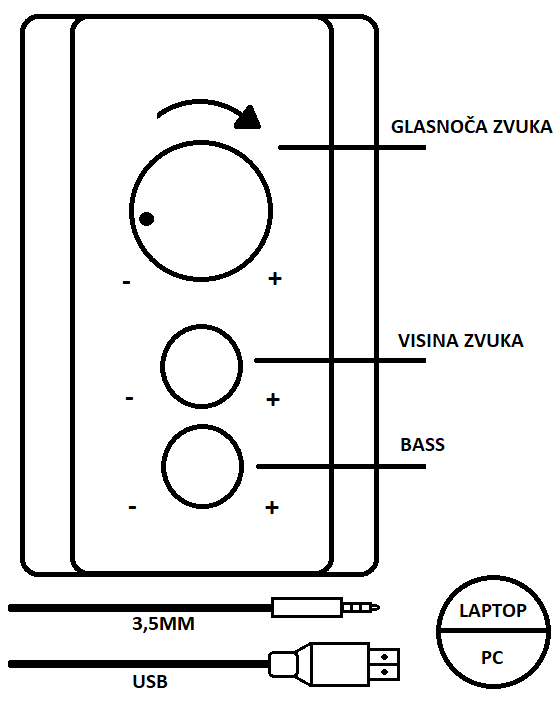 GLASNOČA ZVUKA
- +
VISINA ZVUKA
- +
BASS
- +
3,5MM
USB
LAPTOP
PC